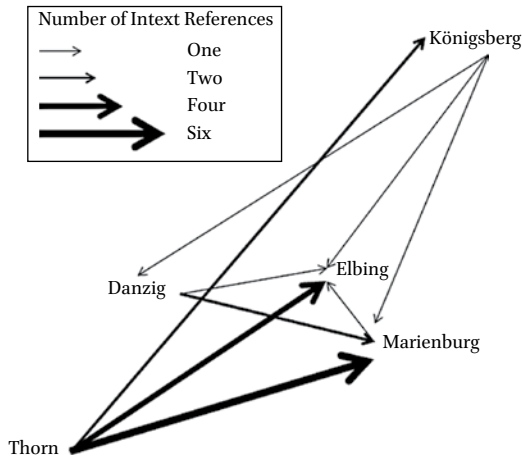 Number of Intext References
One
Two
Four
Six
Königsberg
Elbing
Danzig
Marienburg
Thorn